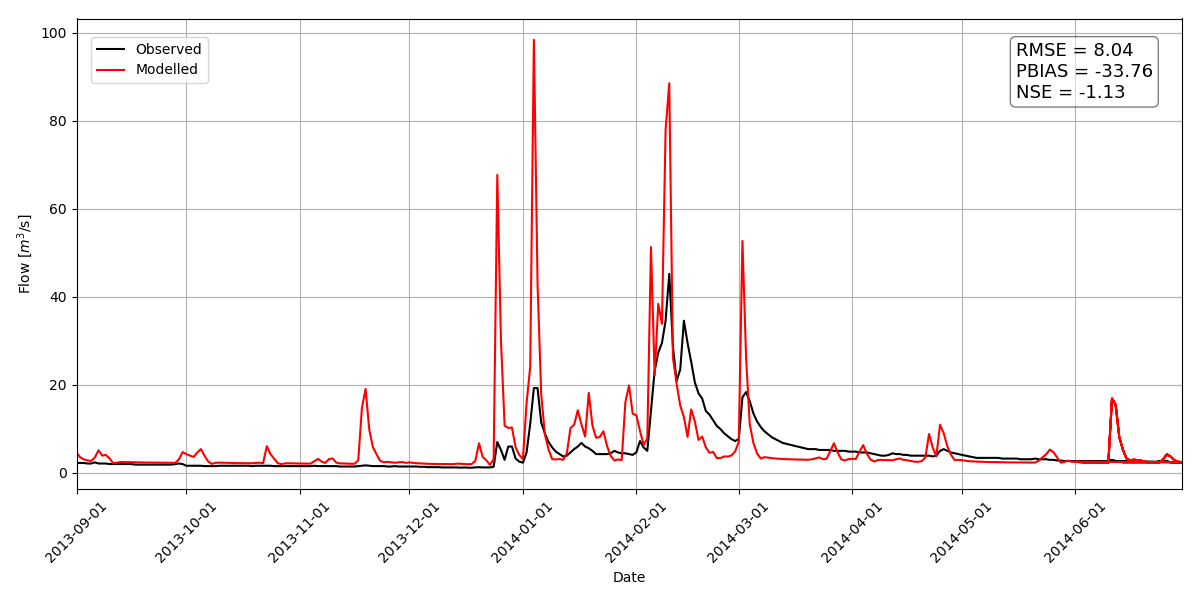 100
80
60
40
20
0
Flow [m³/s]
Observed
Modelled
RMSE = 8.04
PBIAS = -33.76
NSE = -1.13
2013-09-01
2013-10-01
2013-11-01
2013-12-01
2014-01-01
2014-02-01
2014-03-01
2014-04-01
2014-05-01
2014-06-01
Date